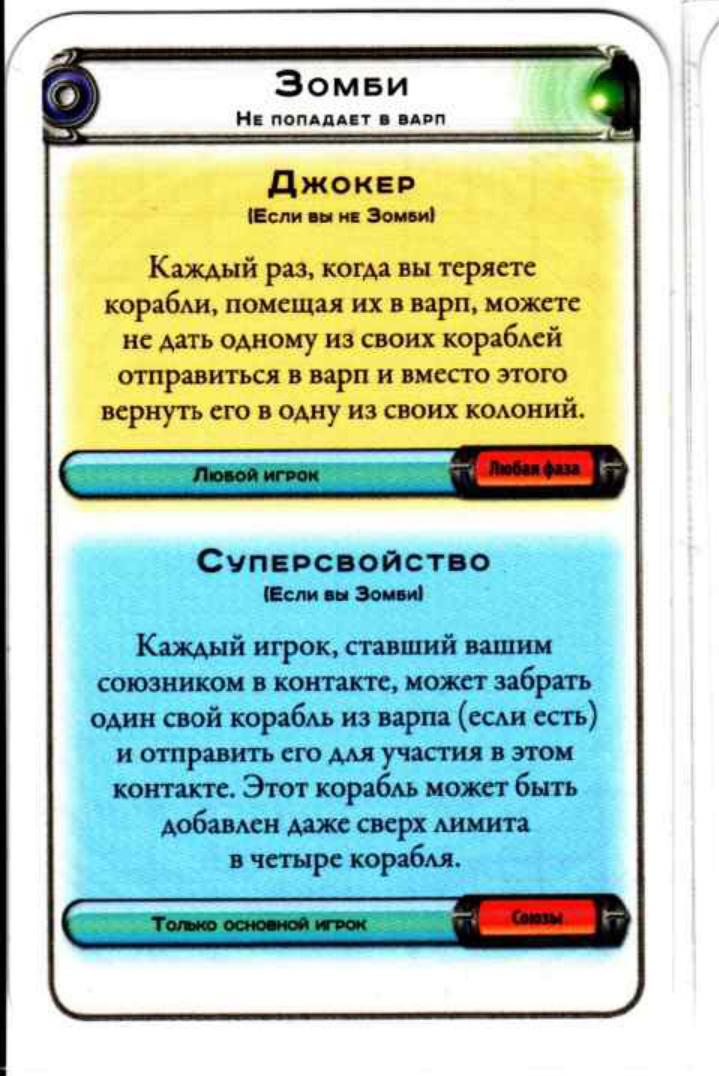 Зомби
Не попадает в варп
Джокер
(Если вы не Зомби)
Каждый раз, когда вы теряете
корабли, помещая их в варп, можете
не дать одному из своих кораблей
отправиться в варп и вместо этого
вернуть его в одну из своих колоний.
Любой игрок
Любая фаза
Суперсвойство
(Если вы Зомби)
Каждый игрок, ставший вашим
союзником в контакте, может забрать
один свой корабль из варпа (если есть)
и отправить его для участия в этом
контакте. Этот корабль может быть
добавлен даже сверх лимита
в четыре корабля.
Только основной игрок
Союзы